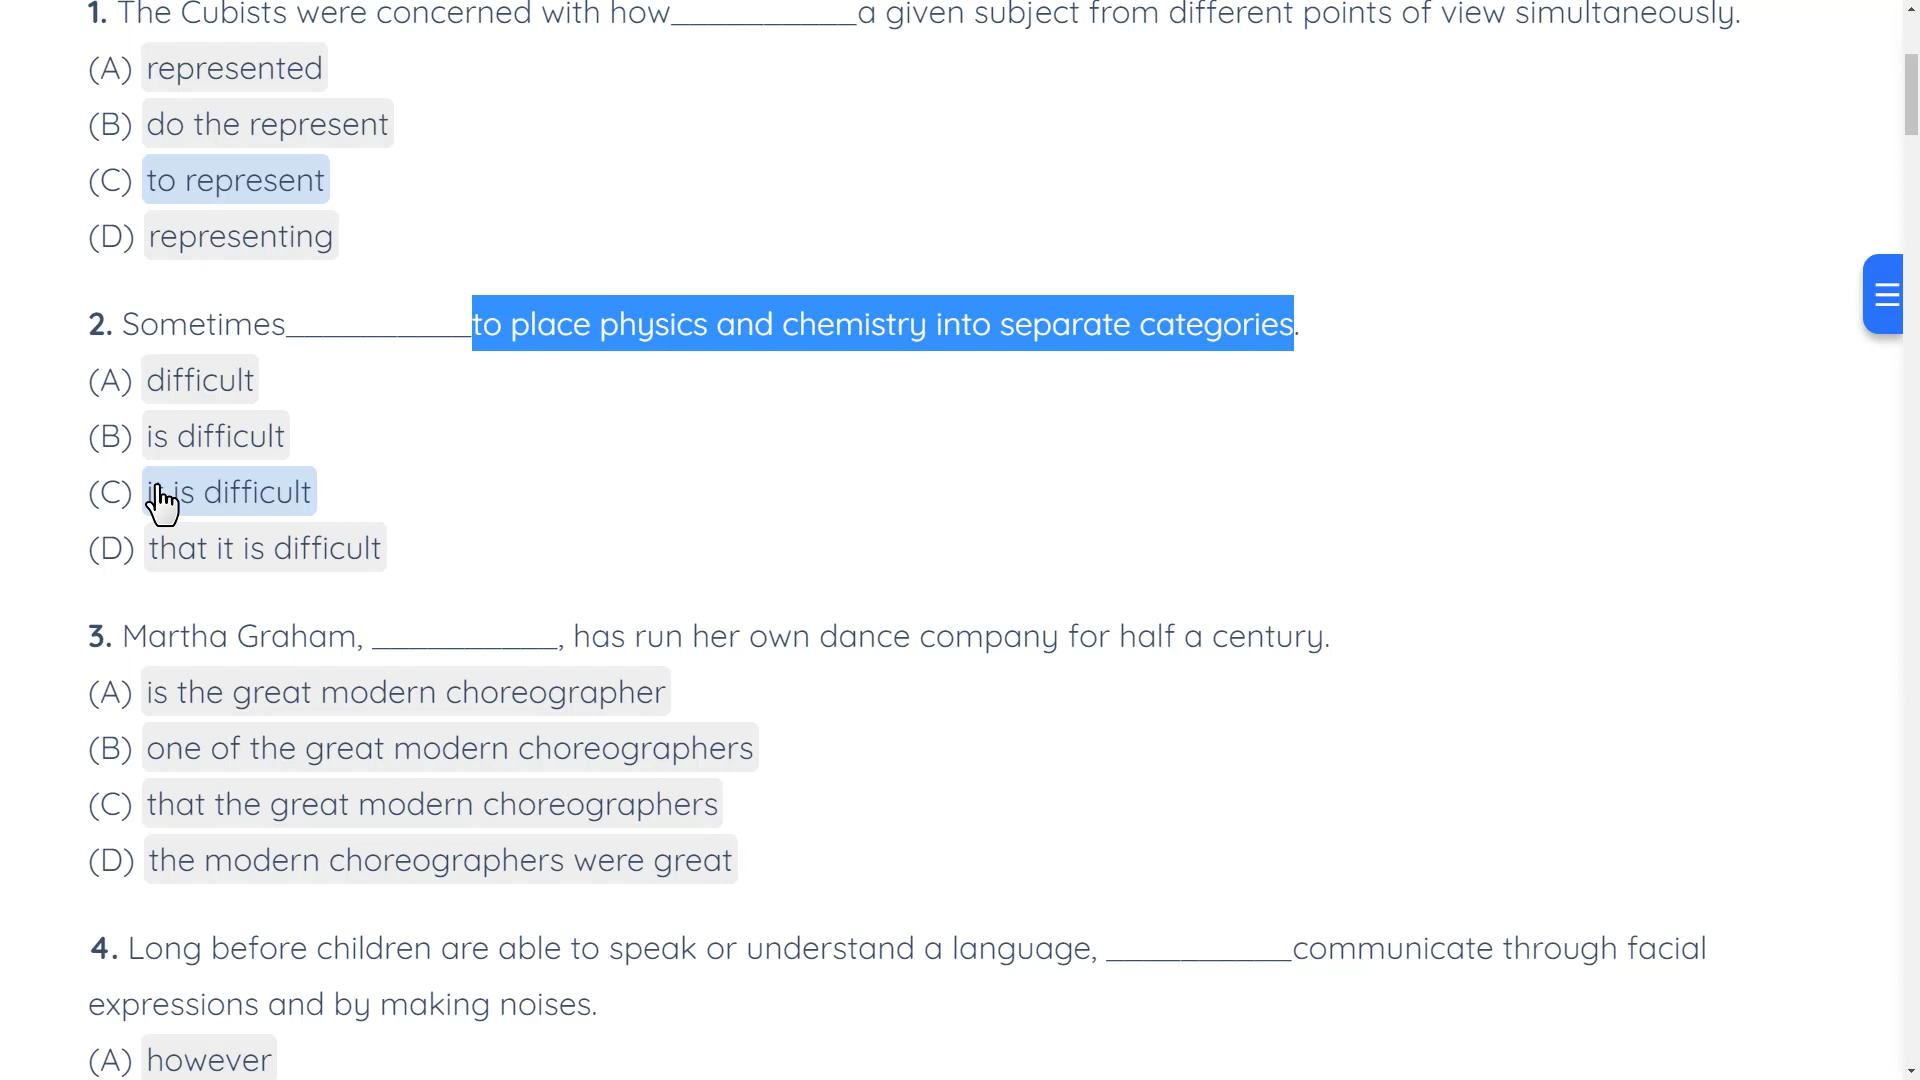 1. The Cubists were concerned with how__________a given subject from different points of view simultaneously.
(A) represented
(B) do the represent
(C) to represent
(D) representing
2. Sometimes__________to place physics and chemistry into separate categories.
(A) difficult
(B) is difficult
(C) it is difficult
(D) that it is difficult
3. Martha Graham, __________, has run her own dance company for half a century.
(A) is the great modern choreographer
(B) one of the great modern choreographers
(C) that the great modern choreographers
(D) the modern choreographers were great
4. Long before children are able to speak or understand a language, __________communicate through facial
expressions and by making noises.
(A) however